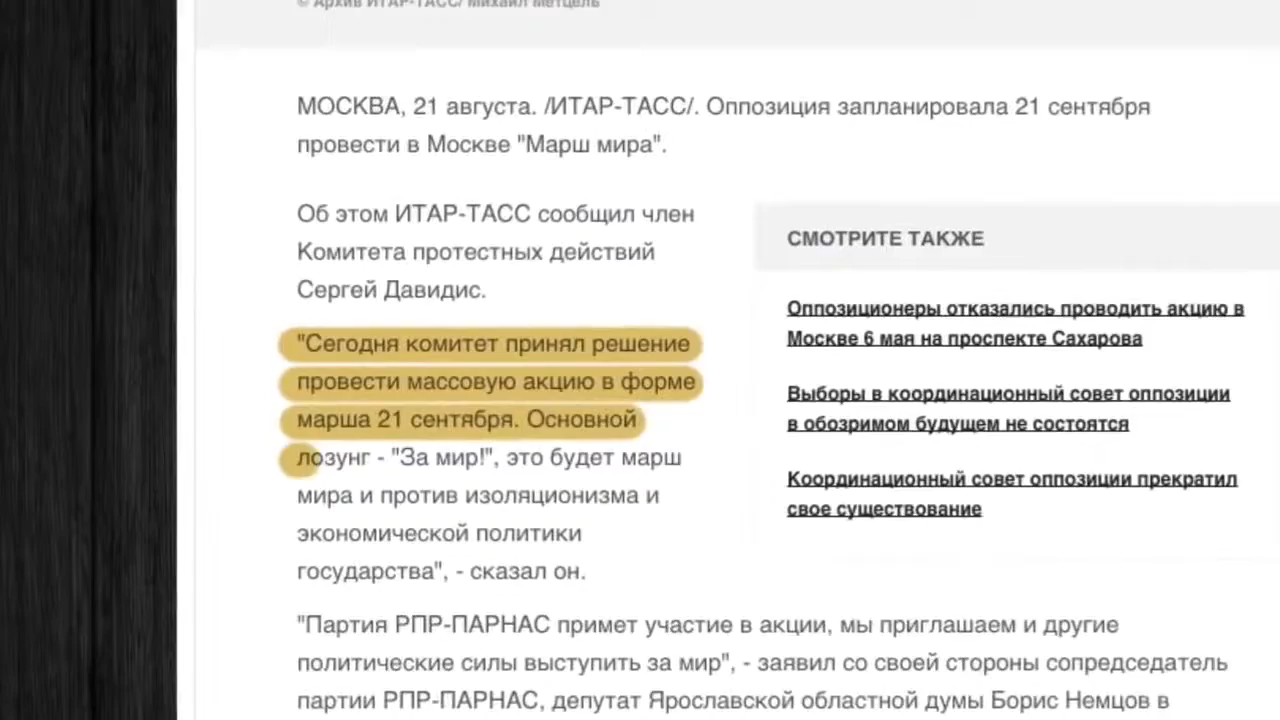 © Архив ИТАР-ТАСС/ Михаил Метцель
МОСКВА, 21 августа. /ИТАР-ТАСС/. Оппозиция запланировала 21 сентября
провести в Москве "Марш мира".
Об этом ИТАР-ТАСС сообщил член
Комитета протестных действий
Сергей Давидис.
"Сегодня комитет принял решение
провести массовую акцию в форме
марша 21 сентября. Основной
лозунг - "За мир!", это будет марш
мира и против изоляционизма и
экономической политики
государства", - сказал он.
СМОТРИТЕ ТАКЖЕ
Оппозиционеры отказались проводить акцию в
Москве 6 мая на проспекте Сахарова
Выборы в координационный совет оппозиции
в обозримом будущем не состоятся
Координационный совет оппозиции прекратил
свое существование
"Партия РПР-ПАРНАС примет участие в акции, мы приглашаем и другие
политические силы выступить за мир", - заявил со своей стороны сопредседатель
партии РПР-ПАРНАС, депутат Ярославской областной думы Борис Немцов в